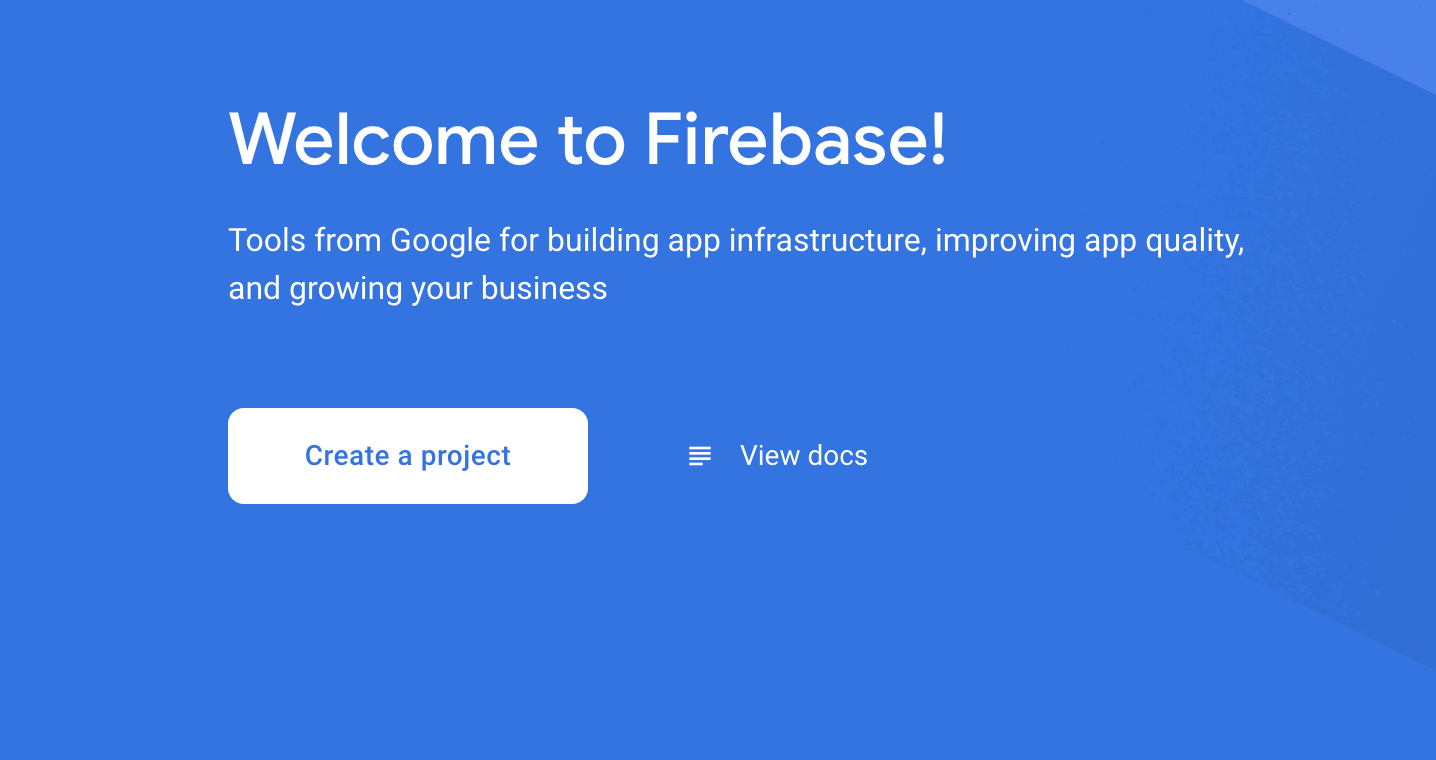 Welcome to Firebase!
Tools from Google for building app infrastructure, improving app quality,
and growing your business
Create a project
View docs